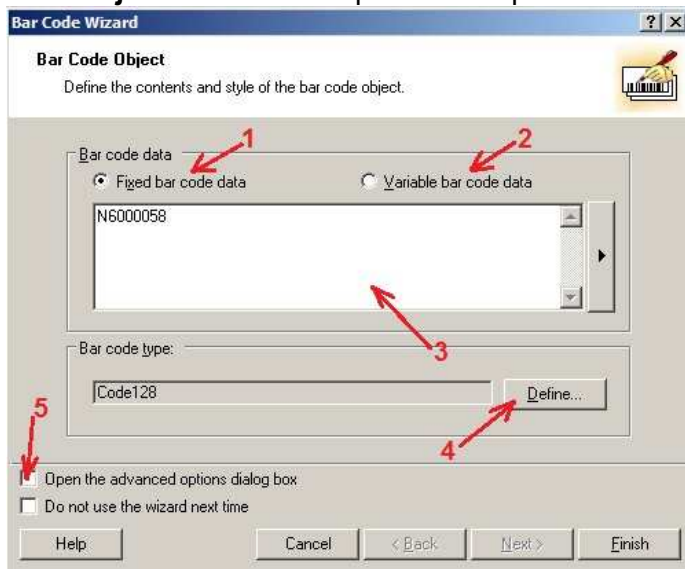 Bar Code Wizard
Bar Code Object
Define the contents and style of the bar code object.
1 2
Bar code data
Fixed bar code data Variable bar code data
N6000058
3
Bar code type:
Code128 Define...
4
5
Open the advanced options dialog box
Do not use the wizard next time
Help Cancel < Back Next > Finish